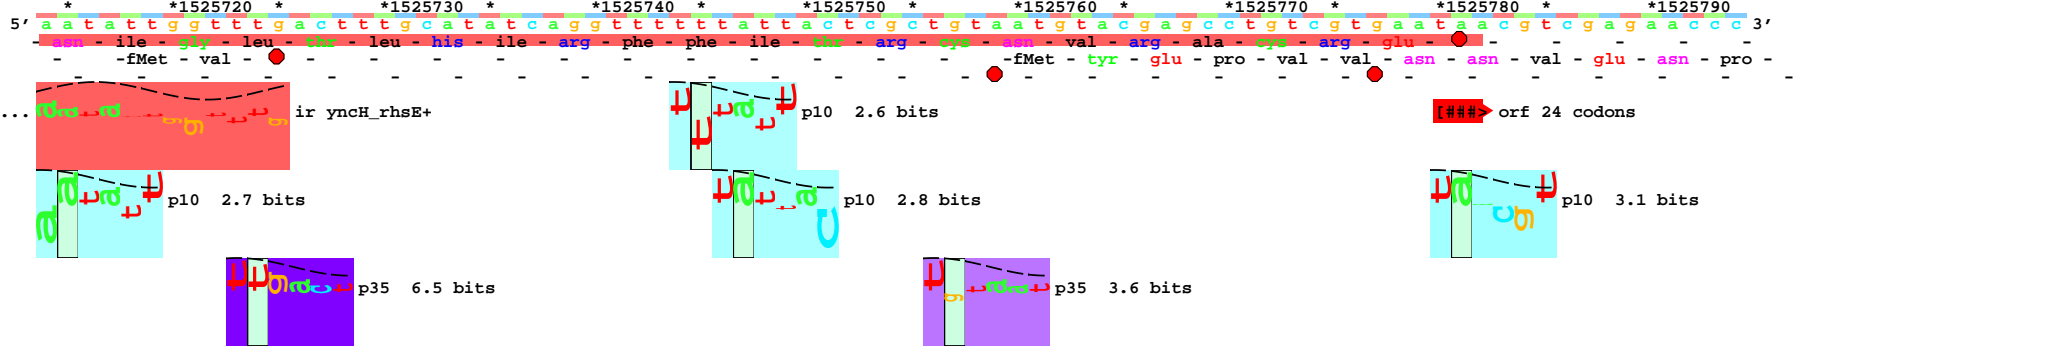 * *1525720 * *1525730 * *1525740 * *1525750 * *1525760 * *1525770 * *1525780 * *1525790
5’ a a t a t t g g t t t g a c t t t g c a t a t c a g g t t t t t t a t t a c t c g c t g t a a t g t a c g a g c c t g t c g t g a a t a a c g t c g a g a a c c c 3’
- asn - ile - gly - leu - thr - leu - his - ile - arg - phe - phe - ile - thr - arg - cys - asn - val - arg - ala - cys - arg - glu - - - - - -
- -fMet - val - - - - - - - - - - - - -fMet - tyr - glu - pro - val - val - asn - asn - val - glu - asn - pro -
- - - - - - - - - - - - - - - - - - - - - - - - - - -
... ir yncH_rhsE+
p10 2.6 bits
[###> orf 24 codons
p10 2.7 bits
p10 2.8 bits
p10 3.1 bits
p35 6.5 bits
p35 3.6 bits